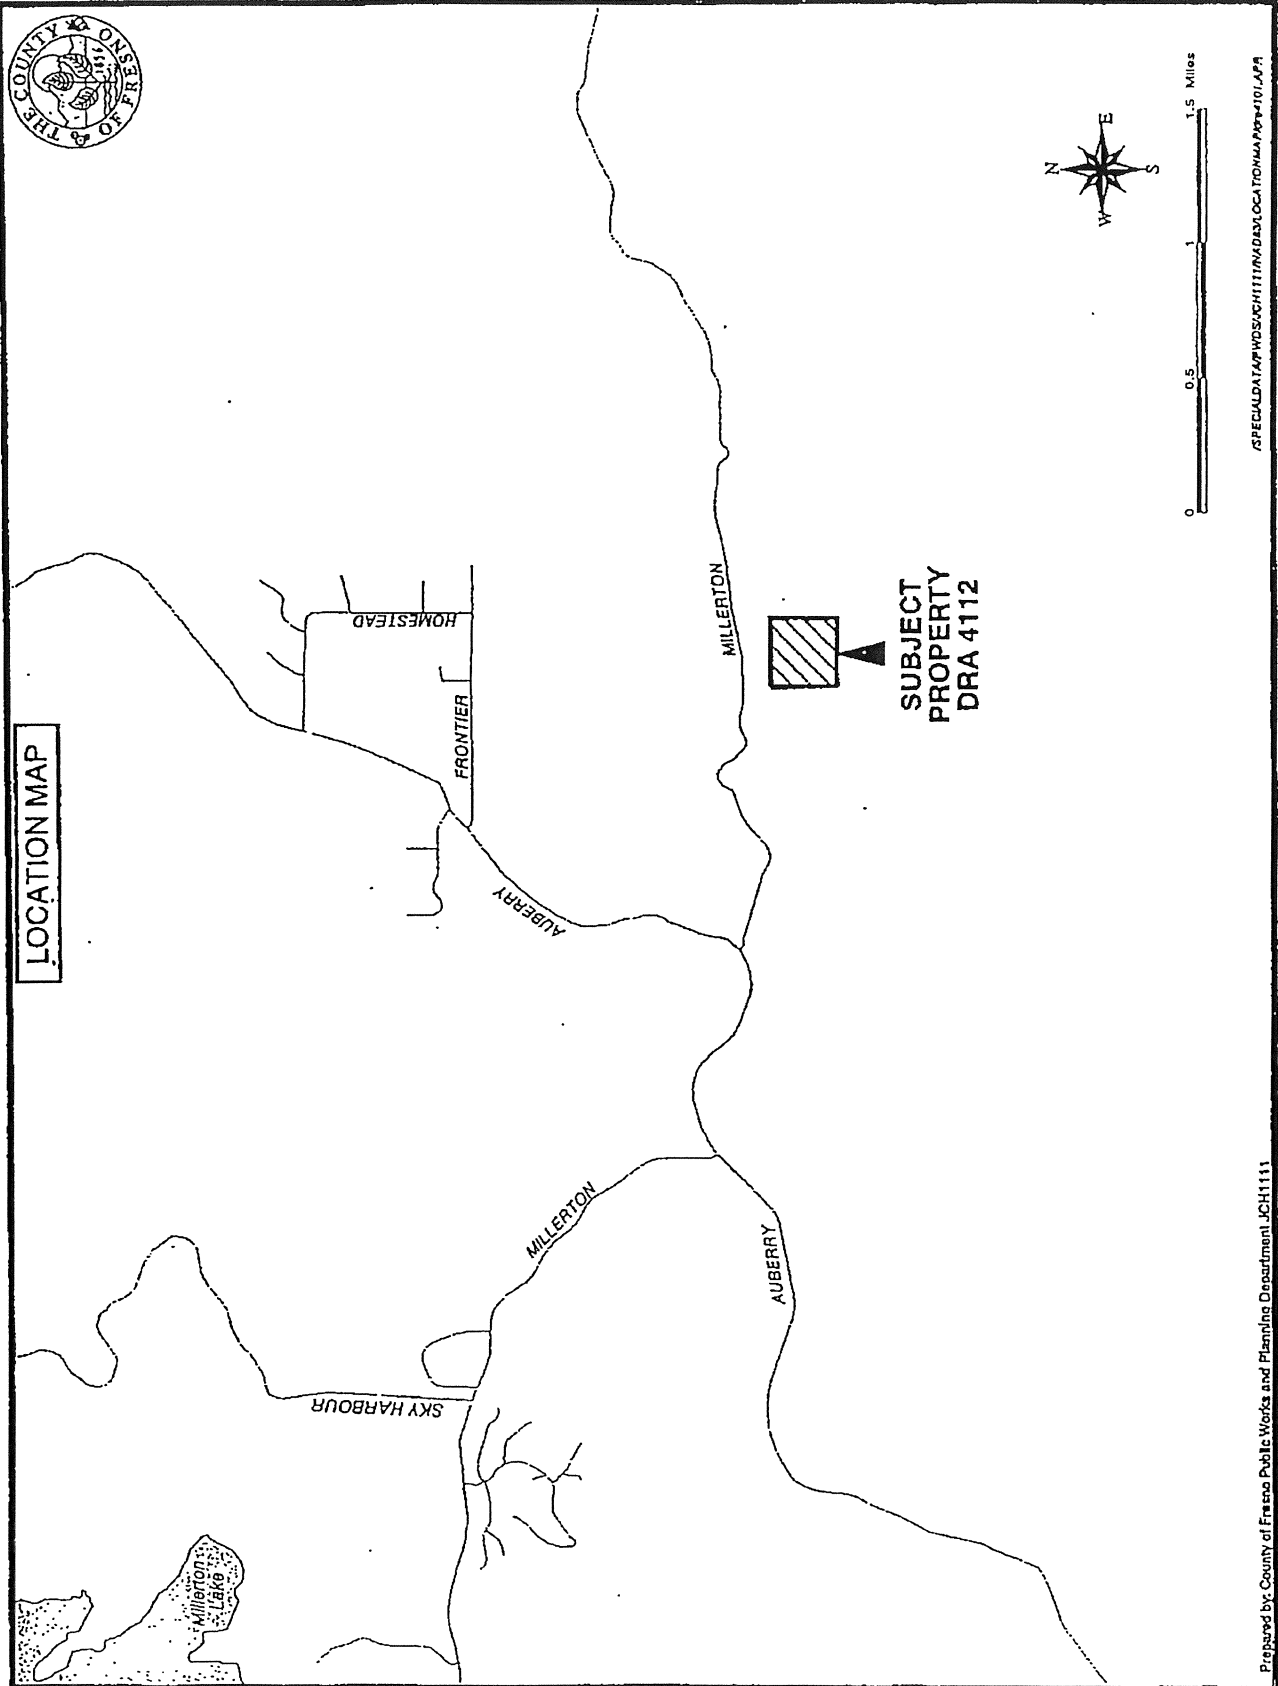 LOCATION MAP
THE COUNTY OF FRESNO
1856
Millerton
Lake
SKY HARBOUR
MILLERTON
AUBERRY
AUBERRY
FRONTIER
HOMESTEAD
MILLERTON
SUBJECT
PROPERTY
DRA 4112
N
W E
S
0 0.5 1 1.5 Miles
Prepared by: County of Fresno Public Works and Planning Department JCH1111